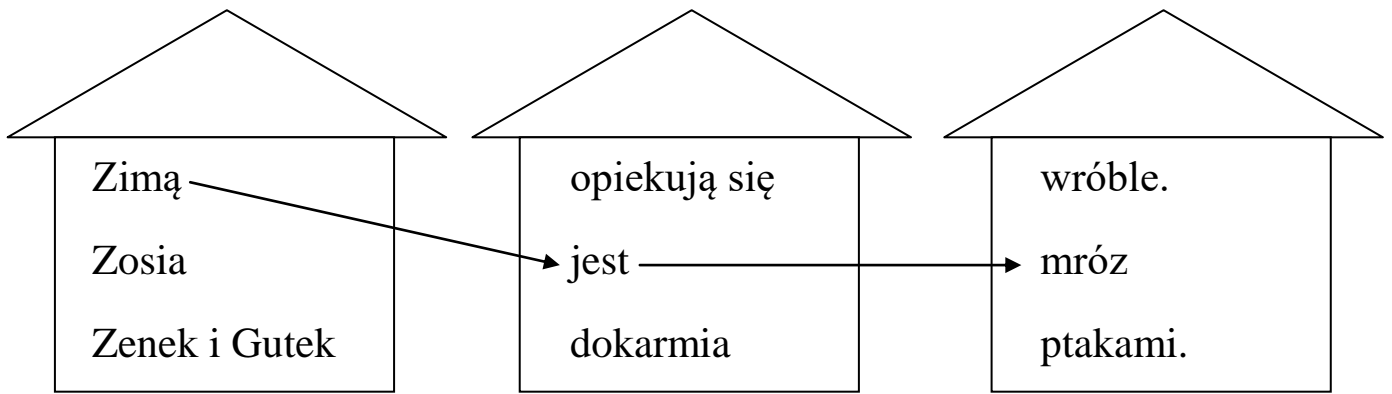 Zimą
Zosia
Zenek i Gutek
opiekują się
jest
dokarmia
wróble.
mróz
ptakami.